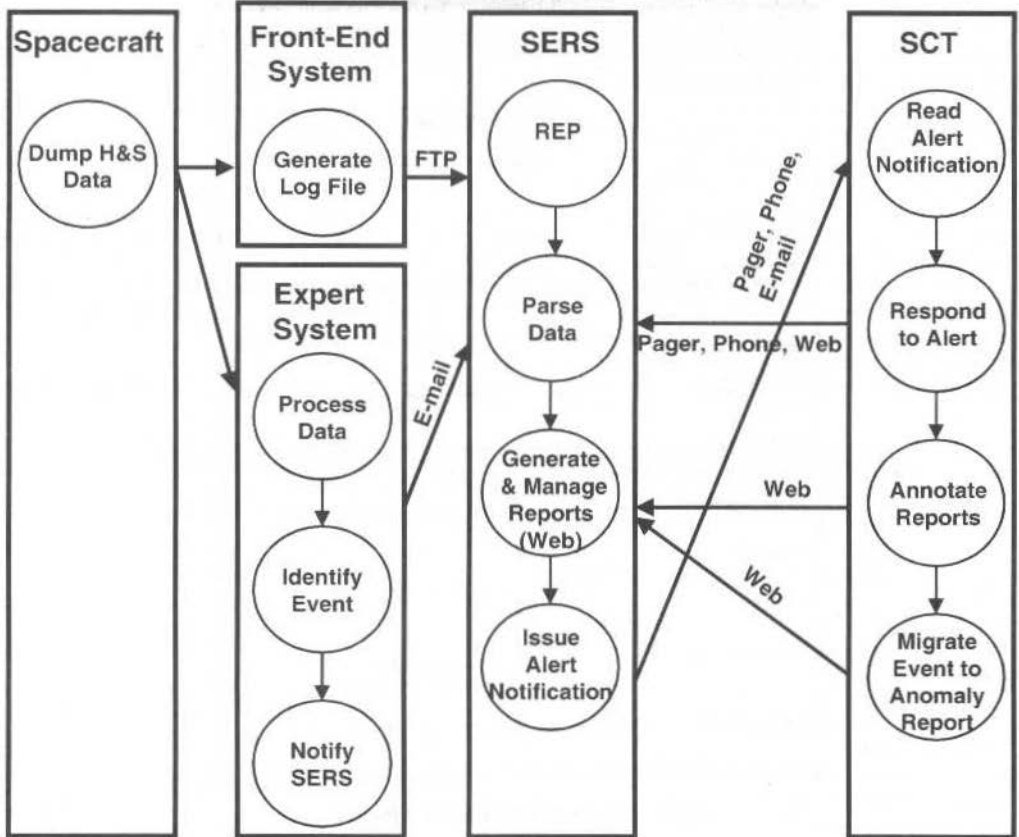 Spacecraft
Dump H&S
Data
Front-End
System
Generate
Log File
FTP
Expert
System
Process
Data
Identify
Event
Notify
SERS
E-mail
SERS
REP
Parse
Data
Generate
& Manage
Reports
(Web)
Issue
Alert
Notification
Pager, Phone,
E-mail
Pager, Phone, Web
Web
Web
SCT
Read
Alert
Notification
Respond
to Alert
Annotate
Reports
Migrate
Event to
Anomaly
Report